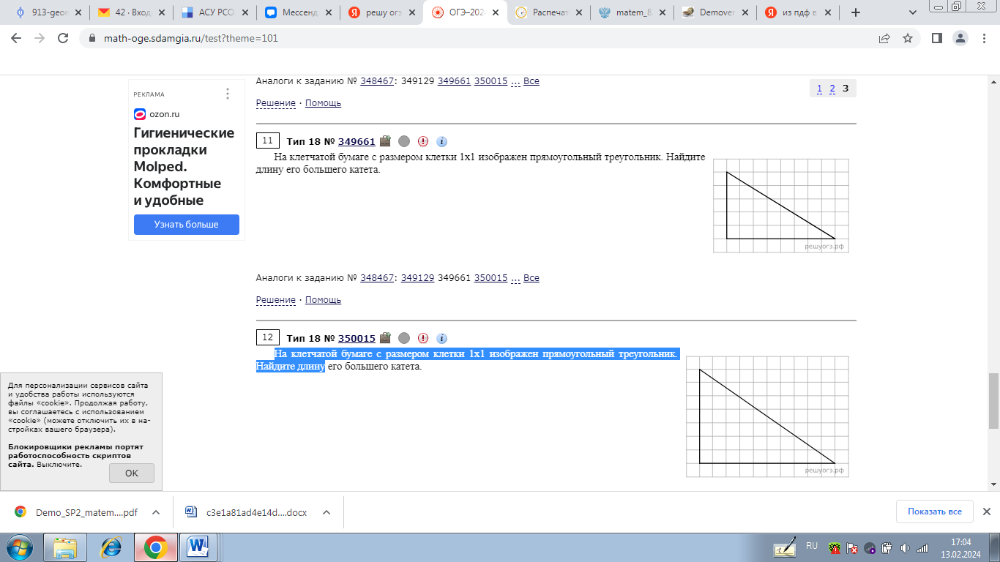 913-geon
42 · Вход
АСУ РСО
Мессенд
решу огэ
ОГЭ–202
Распечат
matem_8
Demover
из пдф в
math-oge.sdamgia.ru/test?theme=101
Аналоги к заданию № 348467: 349129 349661 350015 ... Все
1 2 3
РЕКЛАМА
ozon.ru
Гигиенические
прокладки
Molped.
Комфортные
и удобные
Узнать больше
Решение · Помощь
11 Тип 18 № 349661
На клетчатой бумаге с размером клетки 1x1 изображен прямоугольный треугольник. Найдите
длину его большего катета.
решуогэ.рф
Аналоги к заданию № 348467: 349129 349661 350015 ... Все
Решение · Помощь
12 Тип 18 № 350015
На клетчатой бумаге с размером клетки 1x1 изображен прямоугольный треугольник.
Найдите длину его большего катета.
решуогэ.рф
Для персонализации сервисов сайта
и удобства работы используются
файлы «cookie». Продолжая работу,
вы соглашаетесь с использованием
«cookie» (можете отключить их в на-
стройках вашего браузера).
Блокировщики рекламы портят
работоспособность скриптов
сайта. Выключите.
OK
Demo_SP2_matem....pdf
c3e1a81ad4e14d....docx
Показать все
RU
17:04
13.02.2024